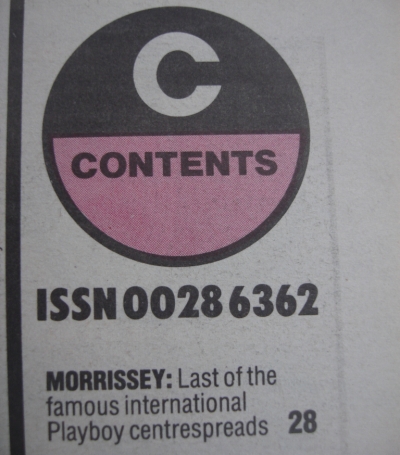 C
CONTENTS
ISSN 0028 6362
MORRISSEY: Last of the
famous international
Playboy centrespreads 28